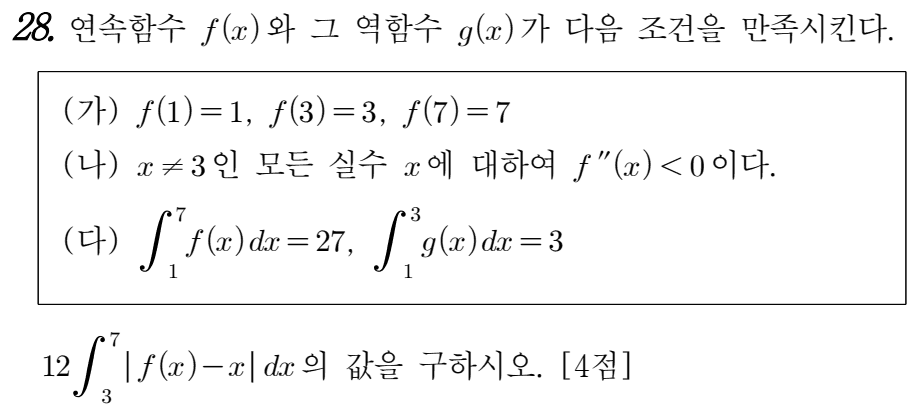 28. 연속함수 f(x)와 그 역함수 g(x)가 다음 조건을 만족시킨다.
(가) f(1)=1, f(3)=3, f(7)=7
(나) x≠3인 모든 실수 x에 대하여 f″(x)<0이다.
(다) ∫₁⁷ f(x)dx=27, ∫₁³ g(x)dx=3
12∫₃⁷ |f(x)−x|dx의 값을 구하시오. [4점]